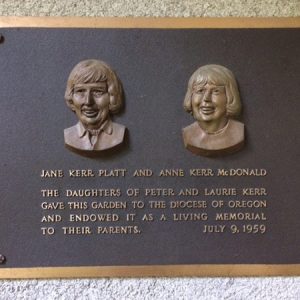 JANE KERR PLATT AND ANNE KERR McDONALD
THE DAUGHTERS OF PETER AND LAURIE KERR
GAVE THIS GARDEN TO THE DIOCESE OF OREGON
AND ENDOWED IT AS A LIVING MEMORIAL
TO THEIR PARENTS. JULY 9, 1959